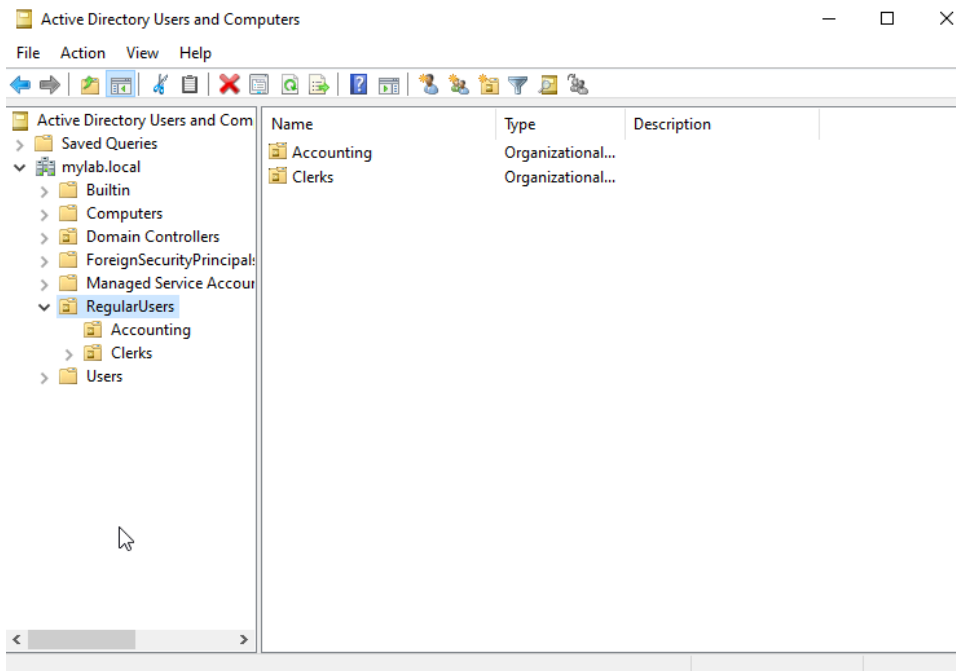 Active Directory Users and Computers
File Action View Help
Active Directory Users and Com
Saved Queries
mylab.local
Builtin
Computers
Domain Controllers
ForeignSecurityPrincipals
Managed Service Accour
RegularUsers
Accounting
Clerks
Users
Name Type Description
Accounting Organizational...
Clerks Organizational...